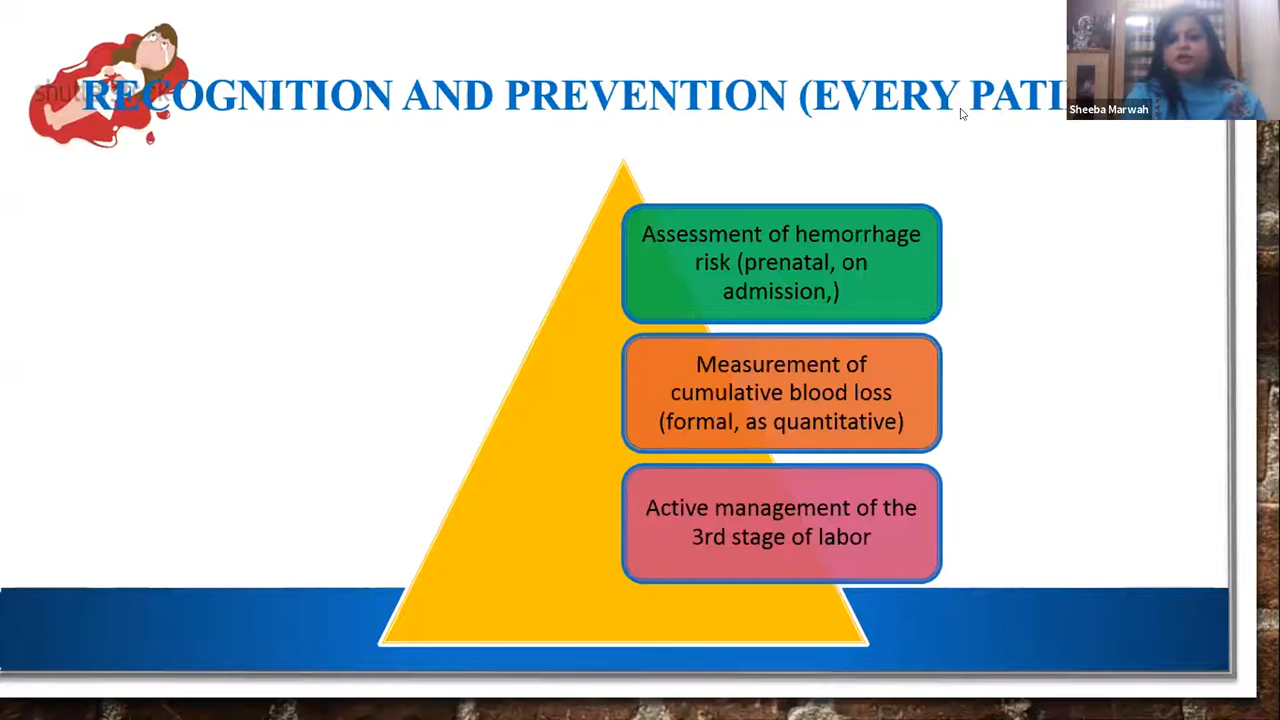 RECOGNITION AND PREVENTION (EVERY
Sheeba Marwah
Assessment of hemorrhage
risk (prenatal, on
admission,)
Measurement of
cumulative blood loss
(formal, as quantitative)
Active management of the
3rd stage of labor